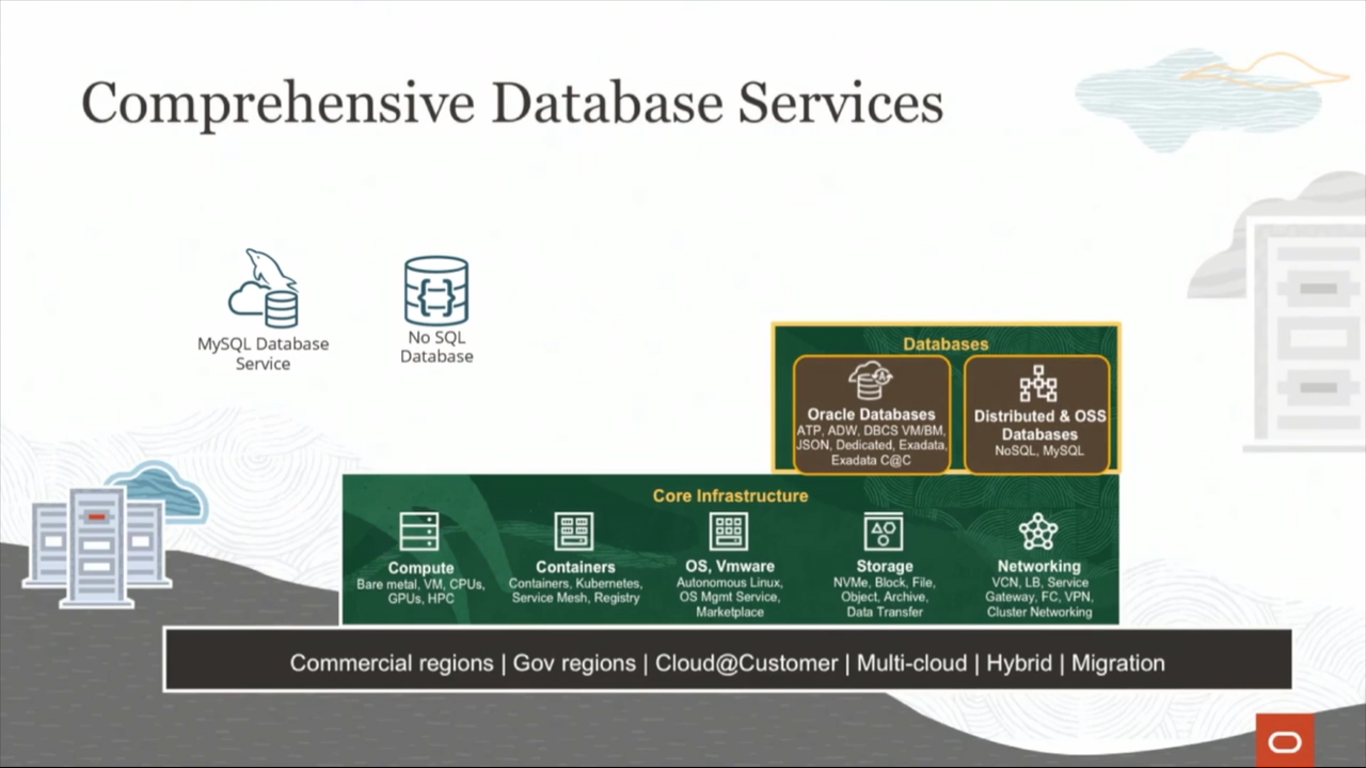 Comprehensive Database Services
MySQL Database
Service
No SQL
Database
Databases
Oracle Databases
ATP, ADW, DBCS VM/BM,
JSON, Dedicated, Exadata,
Exadata C@C
Distributed & OSS
Databases
NoSQL, MySQL
Core Infrastructure
Compute
Bare metal, VM, CPUs,
GPUs, HPC
Containers
Containers, Kubernetes,
Service Mesh, Registry
OS, Vmware
Autonomous Linux,
OS Mgmt Service,
Marketplace
Storage
NVMe, Block, File,
Object, Archive,
Data Transfer
Networking
VCN, LB, Service
Gateway, FC, VPN,
Cluster Networking
Commercial regions | Gov regions | Cloud@Customer | Multi-cloud | Hybrid | Migration